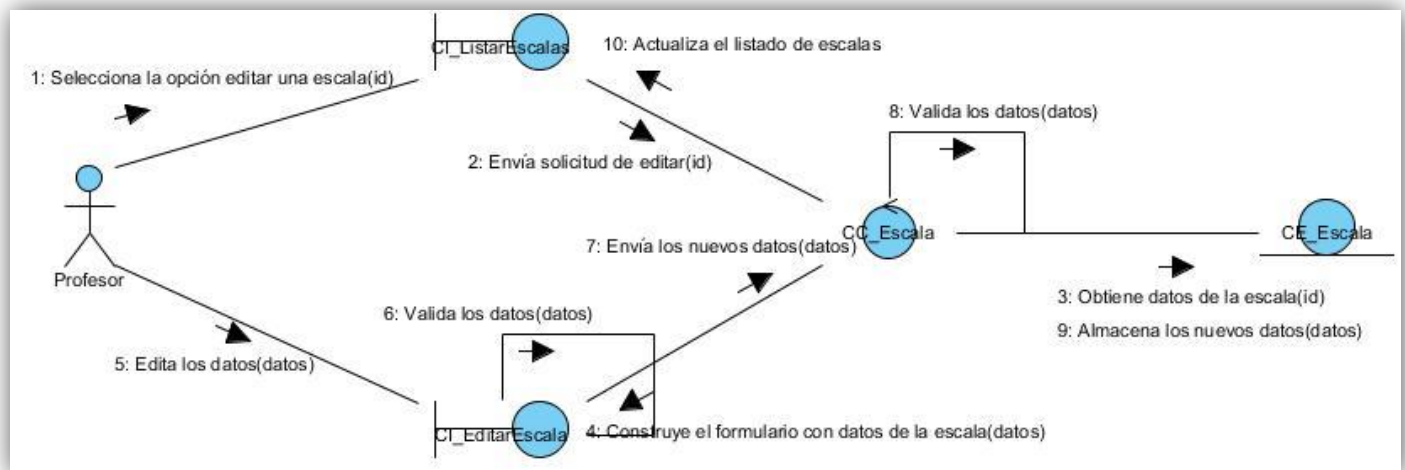 CI_ListarEscalas
10: Actualiza el listado de escalas
1: Selecciona la opción editar una escala(id)
8: Valida los datos(datos)
2: Envía solicitud de editar(id)
CC_Escala
CE_Escala
7: Envía los nuevos datos(datos)
Profesor
3: Obtiene datos de la escala(id)
6: Valida los datos(datos)
9: Almacena los nuevos datos(datos)
5: Edita los datos(datos)
CI_EditarEscala
4: Construye el formulario con datos de la escala(datos)